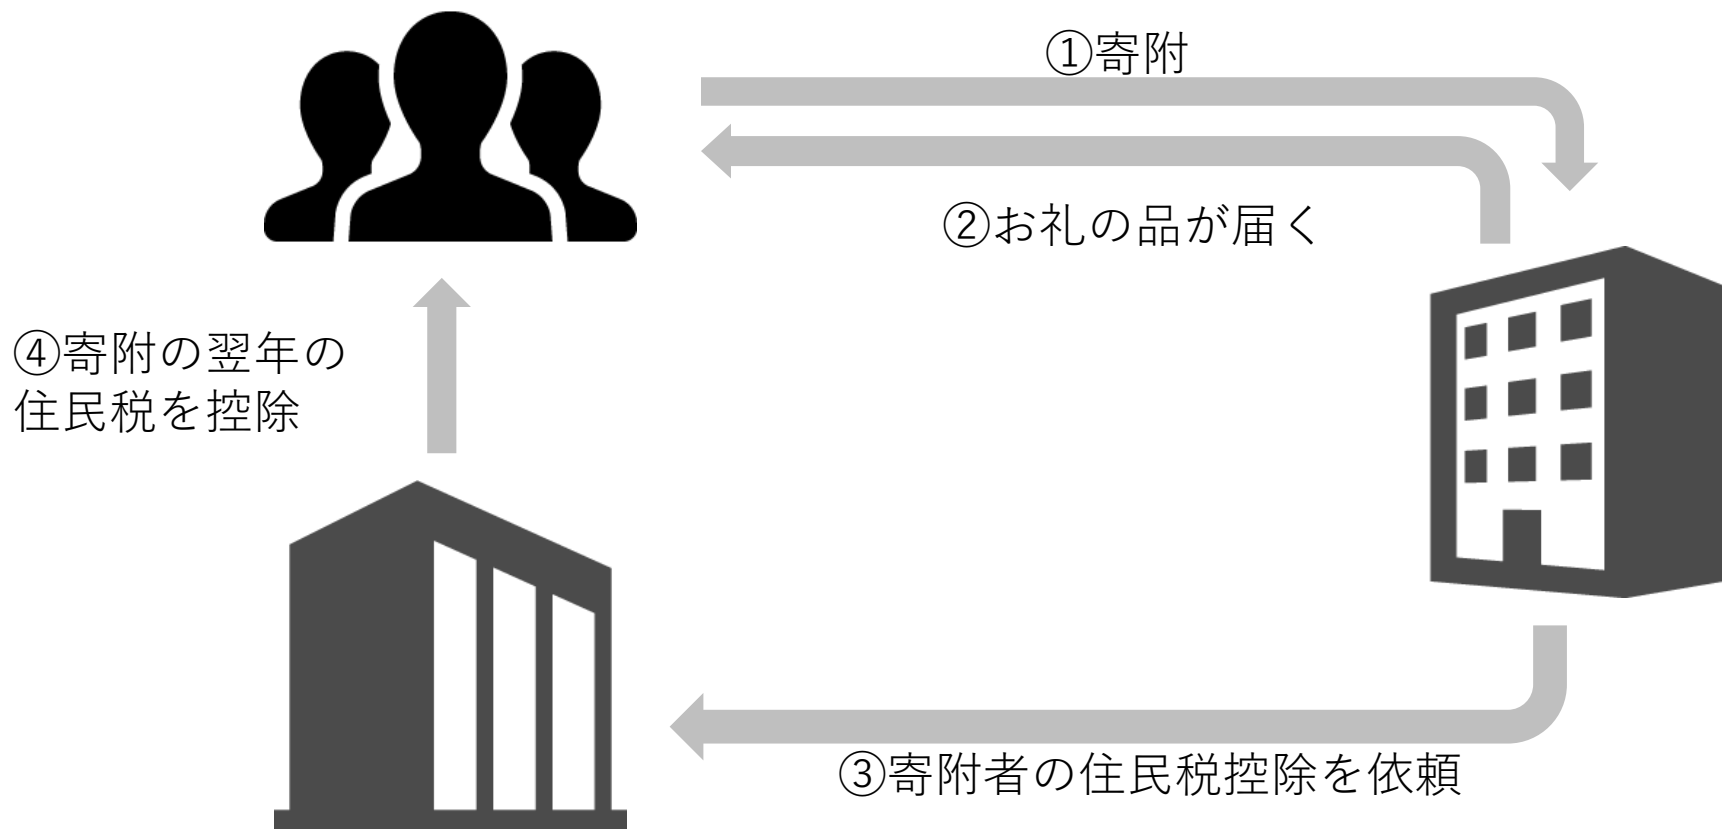 ①寄附
②お礼の品が届く
④寄附の翌年の
住民税を控除
③寄附者の住民税控除を依頼